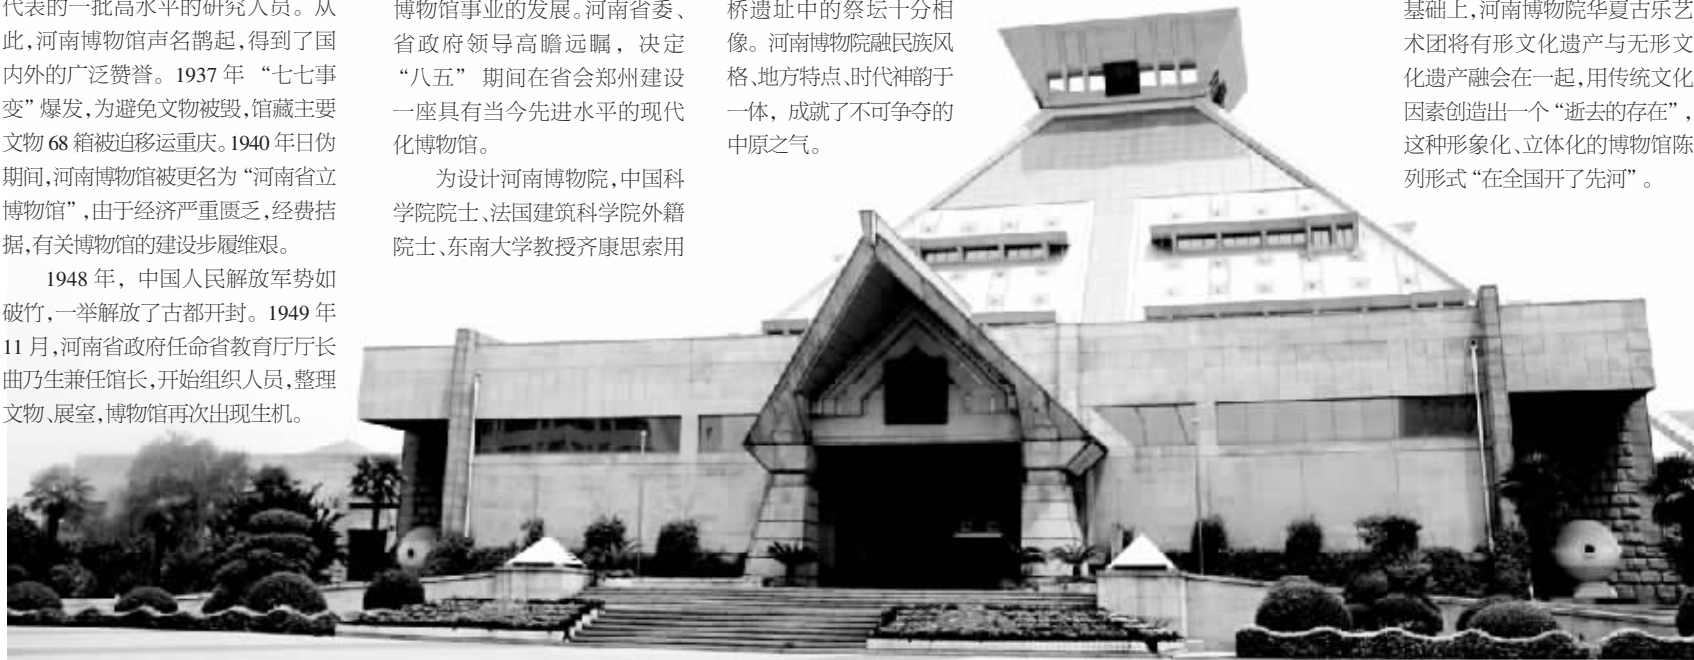 代表的一批高水平的研究人员。从
此,河南博物馆声名鹊起,得到了国
内外的广泛赞誉。1937 年 “七七事
变”爆发,为避免文物被毁,馆藏主要
文物 68 箱被迫移运重庆。1940 年日伪
期间,河南博物馆被更名为“河南省立
博物馆”,由于经济严重匮乏,经费拮
据,有关博物馆的建设步履维艰。
1948 年, 中国人民解放军势如
破竹,一举解放了古都开封。1949 年
11 月,河南省政府任命省教育厅厅长
曲乃生兼任馆长,开始组织人员,整理
文物、展室,博物馆再次出现生机。
博物馆事业的发展。河南省委、
省政府领导高瞻远瞩, 决定
“八五” 期间在省会郑州建设
一座具有当今先进水平的现代
化博物馆。
为设计河南博物院,中国科
学院院士、法国建筑科学院外籍
院士、东南大学教授齐康思索用
桥遗址中的祭坛十分相
像。河南博物院融民族风
格、地方特点、时代神韵于
一体, 成就了不可争夺的
中原之气。
基础上,河南博物院华夏古乐艺
术团将有形文化遗产与无形文
化遗产融会在一起,用传统文化
因素创造出一个“逝去的存在”,
这种形象化、立体化的博物馆陈
列形式“在全国开了先河”。